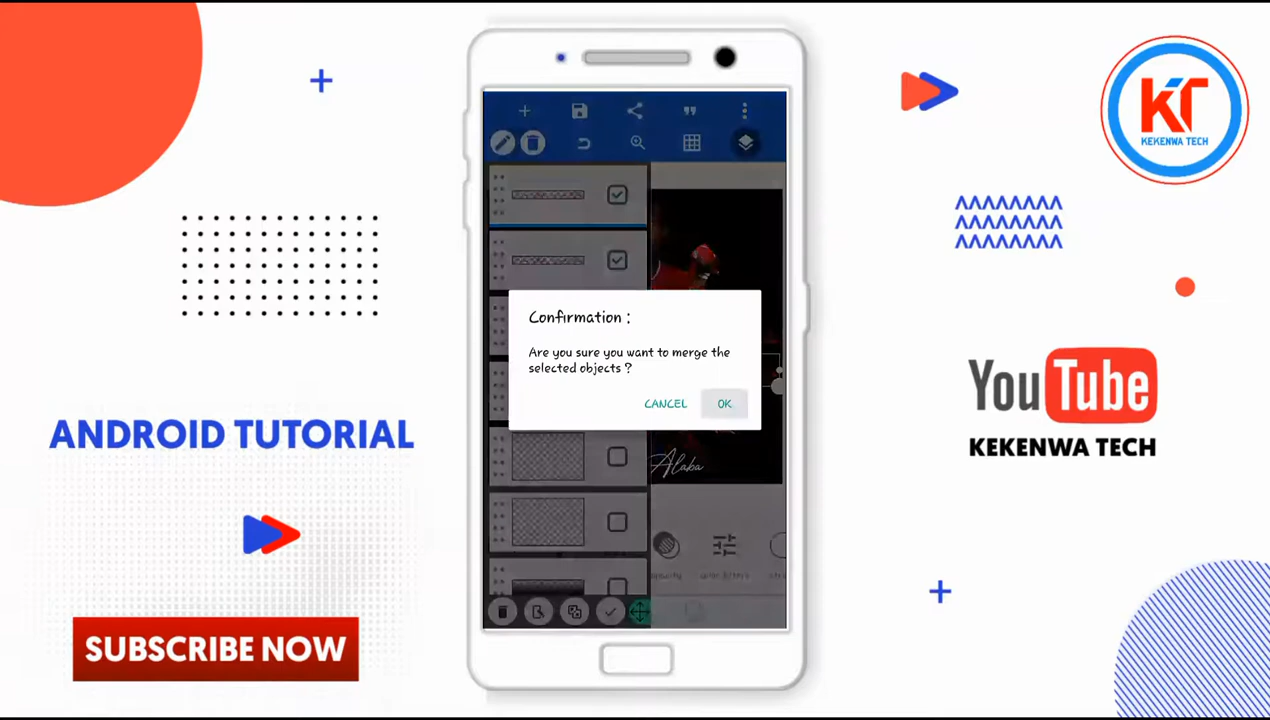 KT
KEKENWA TECH
Confirmation :
Are you sure you want to merge the
selected objects ?
CANCEL
OK
Alaba
ANDROID TUTORIAL
SUBSCRIBE NOW
YouTube
KEKENWA TECH